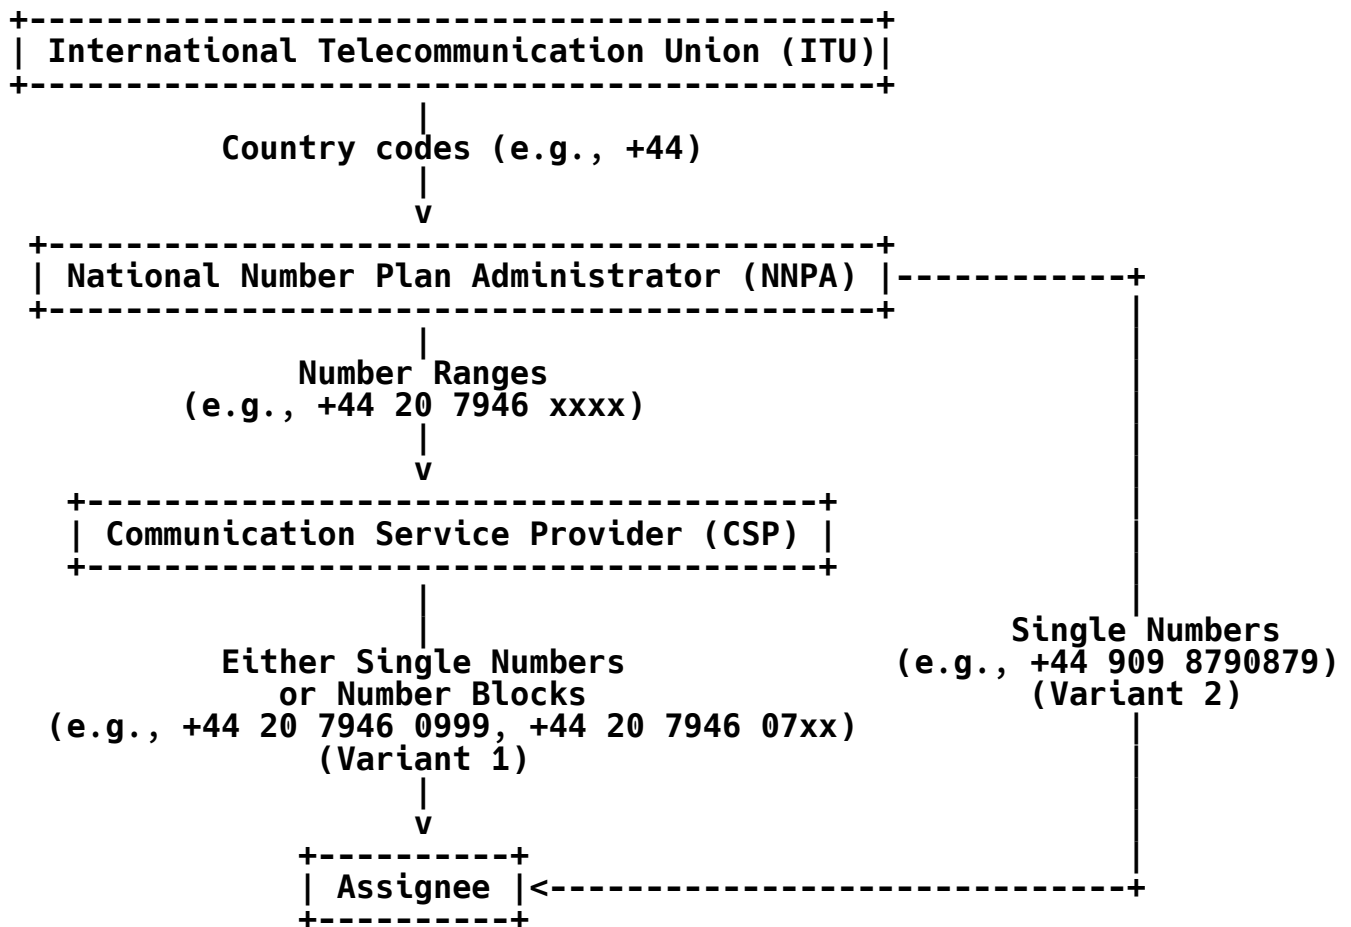 International Telecommunication Union (ITU)
Country codes (e.g., +44)
v
National Number Plan Administrator (NNPA)
Number Ranges
(e.g., +44 20 7946 xxxx)
v
Communication Service Provider (CSP)
Either Single Numbers
or Number Blocks
(e.g., +44 20 7946 0999, +44 20 7946 07xx)
(Variant 1)
v
Single Numbers
(e.g., +44 909 8790879)
(Variant 2)
Assignee